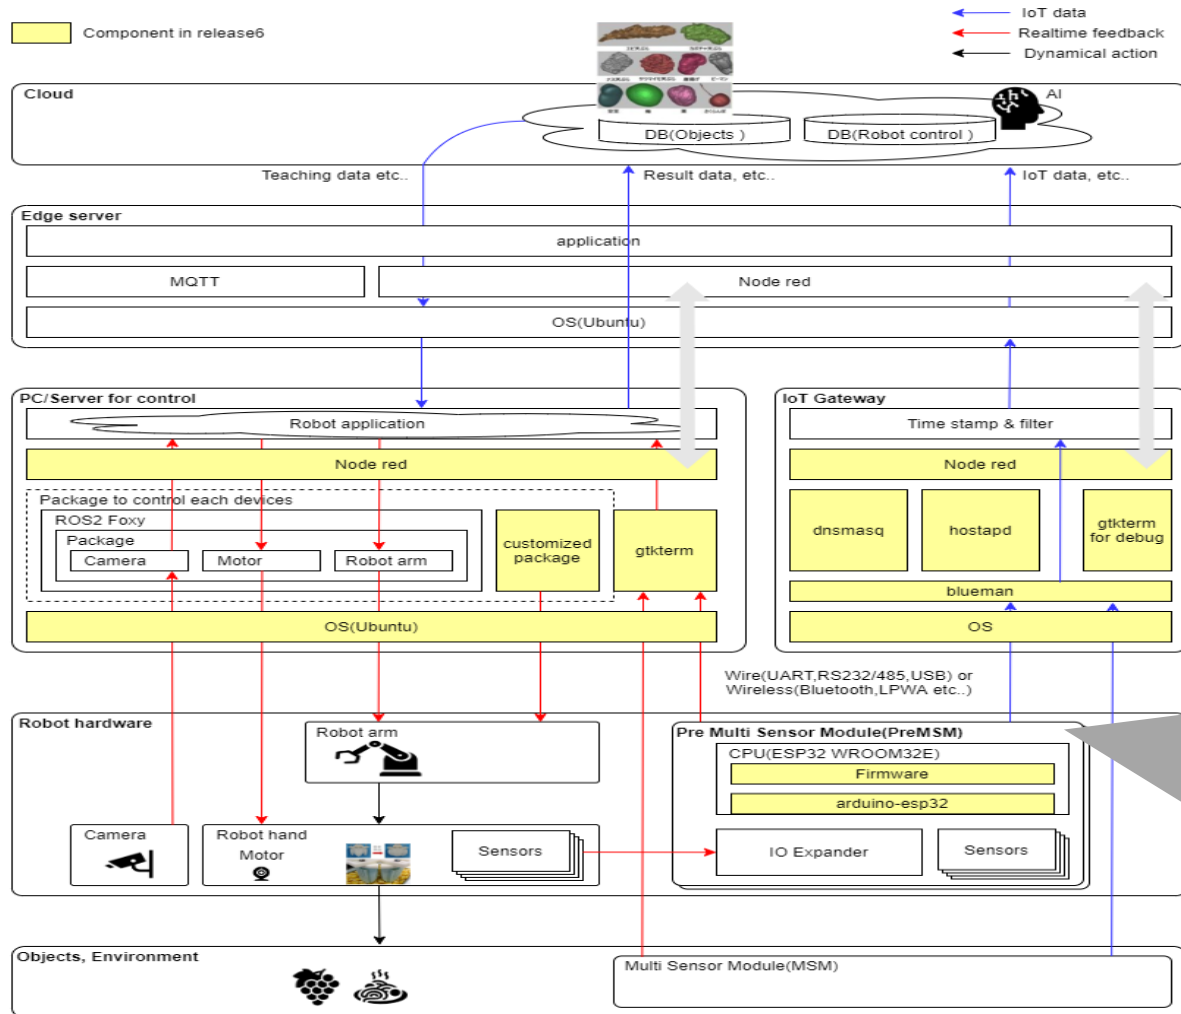 Component in release6
IoT data
Realtime feedback
Dynamical action
Cloud
AI
DB(Objects )
DB(Robot control )
Teaching data etc..
Result data, etc..
IoT data, etc..
Edge server
application
MQTT
Node red
OS(Ubuntu)
PC/Server for control
Robot application
Node red
Package to control each devices
ROS2 Foxy
Package
Camera
Motor
Robot arm
customized
package
gtkterm
OS(Ubuntu)
IoT Gateway
Time stamp & filter
Node red
dnsmasq
hostapd
gtkterm
for debug
blueman
OS
Wire(UART,RS232/485,USB) or
Wireless(Bluetooth,LPWA etc..)
Robot hardware
Robot arm
Camera
Robot hand
Motor
Sensors
Pre Multi Sensor Module(PreMSM)
CPU(ESP32 WROOM32E)
Firmware
arduino-esp32
IO Expander
Sensors
Objects, Environment
Multi Sensor Module(MSM)